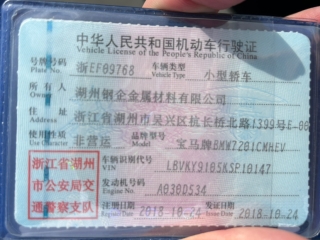 中华人民共和国机动车行驶证
Vehicle License of the People's Republic of China
号牌号码 浙EF09768 车辆类型 小型轿车
Plate No. Vehicle Type
所有人 湖州钢企金属材料有限公司
Owner
住址 浙江省湖州市吴兴区杭长桥北路1399号E-
Address
使用性质 非营运 品牌型号 宝马牌BMW7201CMHEV
Use Character Model
浙江省湖州
市公安局交
通警察支队
车辆识别代号 LBVKY9105KSP10147
VIN
发动机号码 A030D534
Engine No.
注册日期 2018-10-24 发证日期 2018-10-24
Register Date Issue Date